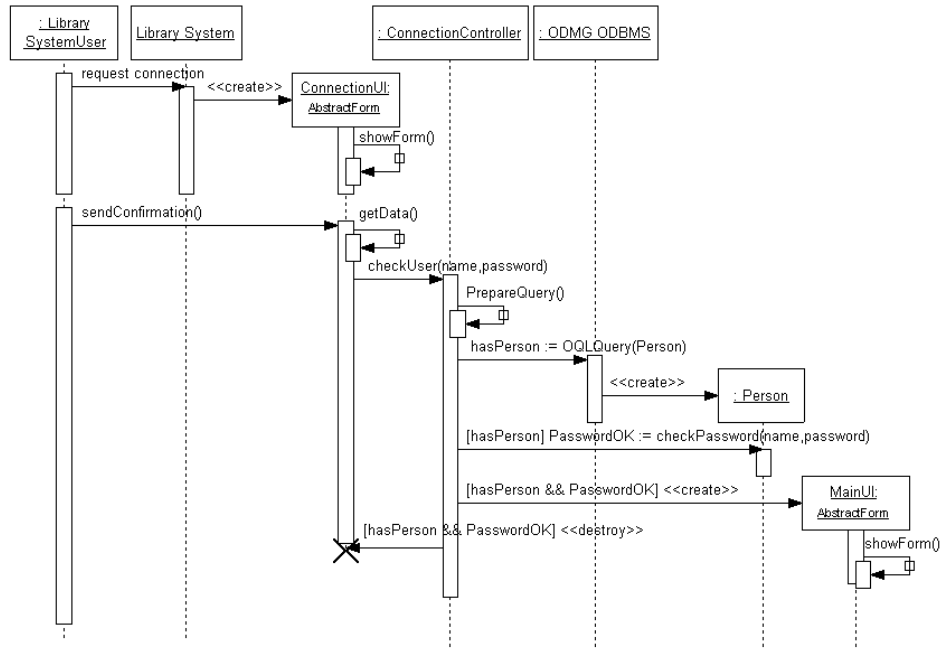 : Library
SystemUser
Library System
: ConnectionController
: ODMG ODBMS
request connection
<<create>>
ConnectionUI:
AbstractForm
showForm()
sendConfirmation()
getData()
checkUser(name,password)
PrepareQuery()
hasPerson := OQLQuery(Person)
<<create>>
: Person
[hasPerson] PasswordOK := checkPassword(name,password)
[hasPerson && PasswordOK] <<create>>
MainUI:
AbstractForm
[hasPerson && PasswordOK] <<destroy>>
showForm()